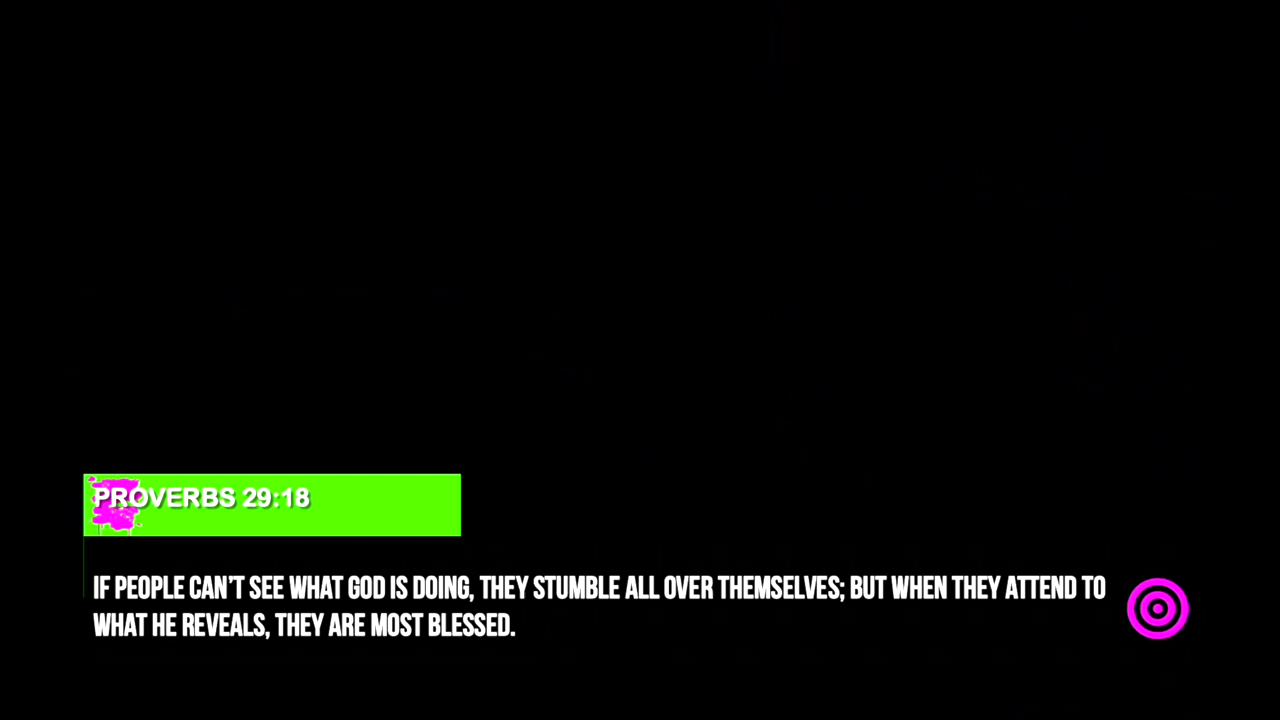 PROVERBS 29:18
IF PEOPLE CAN'T SEE WHAT GOD IS DOING, THEY STUMBLE ALL OVER THEMSELVES; BUT WHEN THEY ATTEND TO
WHAT HE REVEALS, THEY ARE MOST BLESSED.